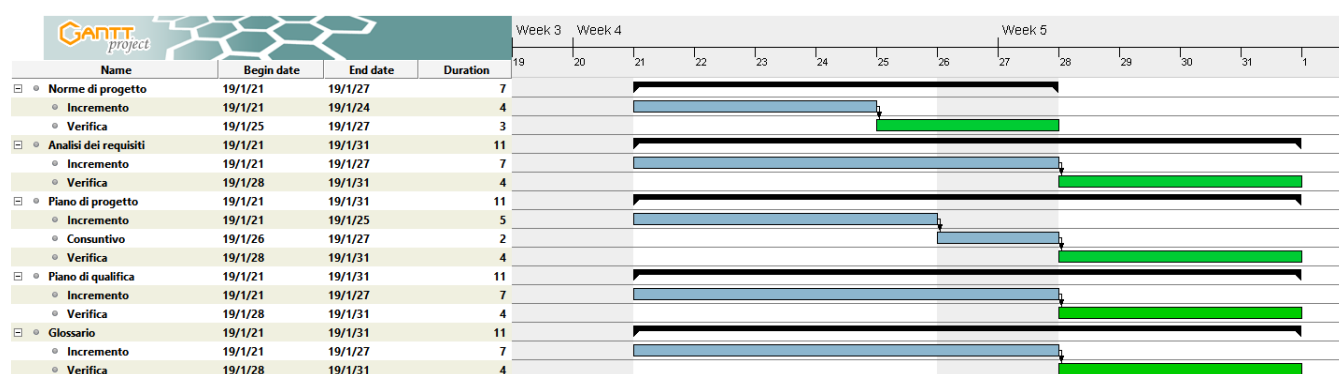 GANTT project
Week 3 Week 4 Week 5
19 20 21 22 23 24 25 26 27 28 29 30 31 1
Name Begin date End date Duration
Norme di progetto 19/1/21 19/1/27 7
Incremento 19/1/21 19/1/24 4
Verifica 19/1/25 19/1/27 3
Analisi dei requisiti 19/1/21 19/1/31 11
Incremento 19/1/21 19/1/27 7
Verifica 19/1/28 19/1/31 4
Piano di progetto 19/1/21 19/1/31 11
Incremento 19/1/21 19/1/25 5
Consuntivo 19/1/26 19/1/27 2
Verifica 19/1/28 19/1/31 4
Piano di qualifica 19/1/21 19/1/31 11
Incremento 19/1/21 19/1/27 7
Verifica 19/1/28 19/1/31 4
Glossario 19/1/21 19/1/31 11
Incremento 19/1/21 19/1/27 7
Verifica 19/1/28 19/1/31 4